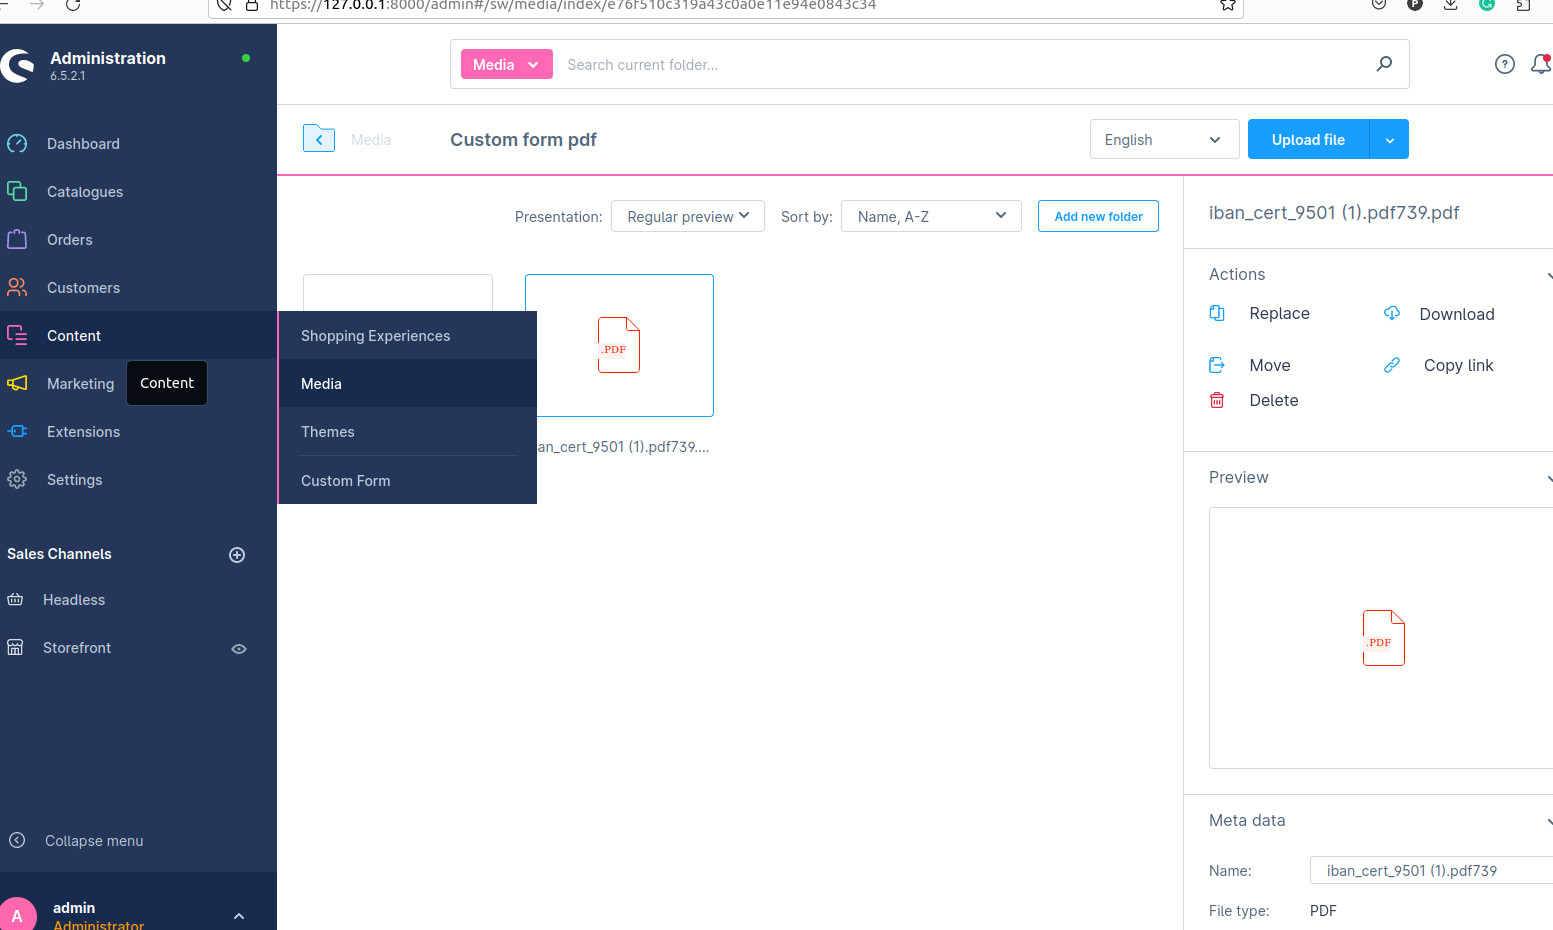 https://127.0.0.1:8000/admin#/sw/media/index/e76f510c319a43c0a0e11e94e0843c34
Administration
6.5.2.1
Media
Search current folder...
Media
Custom form pdf
English
Upload file
Dashboard
Catalogues
Orders
Customers
Content
Marketing
Content
Extensions
Settings
Shopping Experiences
Media
Themes
Custom Form
Sales Channels
Headless
Storefront
Collapse menu
A
admin
Administrator
Presentation:
Regular preview
Sort by:
Name, A-Z
Add new folder
.PDF
an_cert_9501 (1).pdf739....
iban_cert_9501 (1).pdf739.pdf
Actions
Replace
Download
Move
Copy link
Delete
Preview
.PDF
Meta data
Name:
iban_cert_9501 (1).pdf739
File type:
PDF